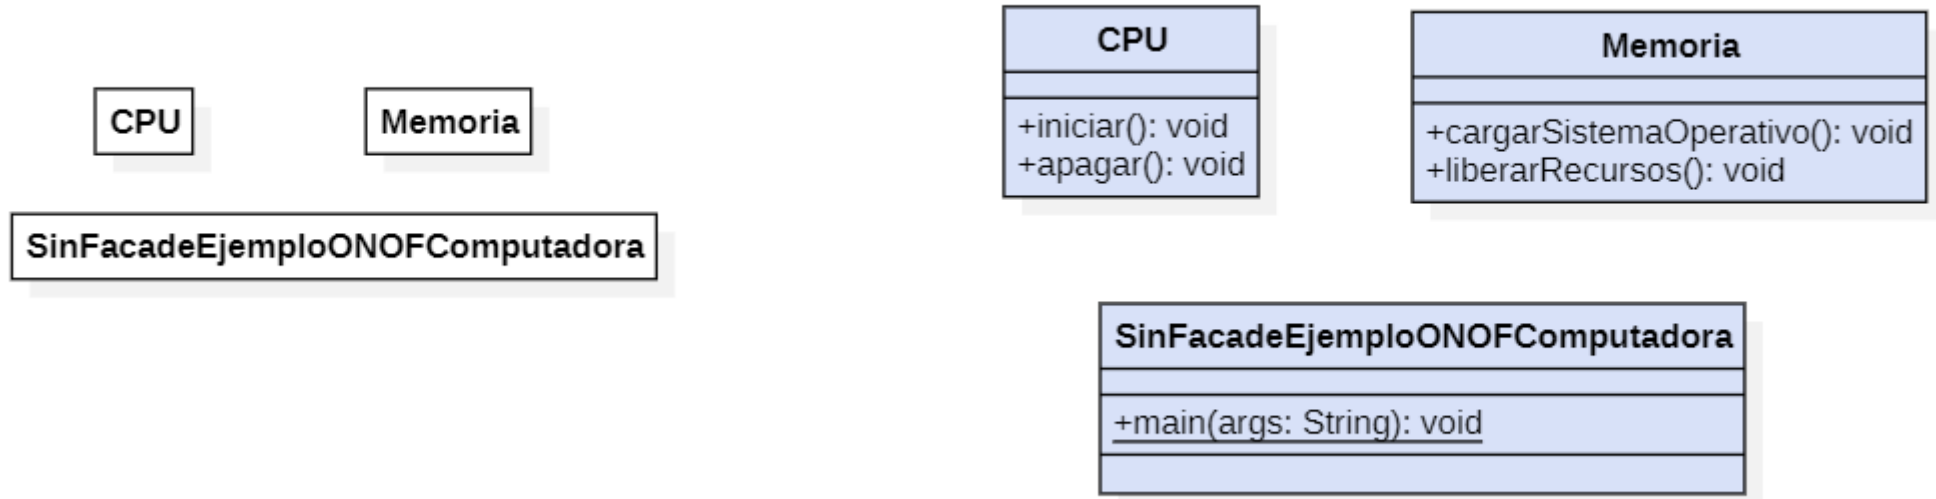 CPU
Memoria
SinFacadeEjemploONOFComputadora
CPU
+iniciar(): void
+apagar(): void
Memoria
+cargarSistemaOperativo(): void
+liberarRecursos(): void
SinFacadeEjemploONOFComputadora
+main(args: String): void